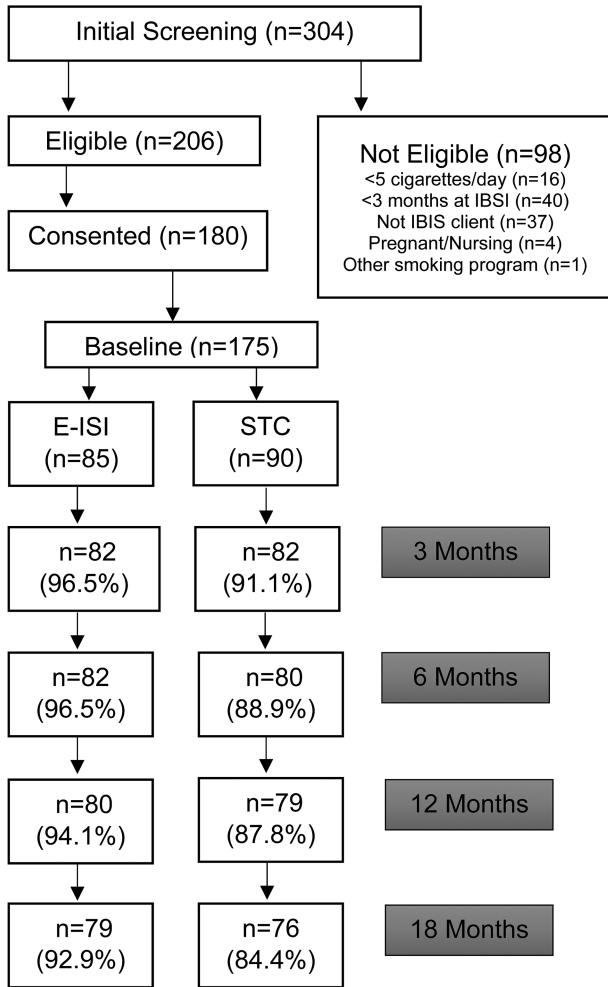 Initial Screening (n=304)
Eligible (n=206)
Not Eligible (n=98)
<5 cigarettes/day (n=16)
<3 months at IBSI (n=40)
Not IBIS client (n=37)
Pregnant/Nursing (n=4)
Other smoking program (n=1)
Consented (n=180)
Baseline (n=175)
E-ISI
(n=85)
STC
(n=90)
n=82
(96.5%)
n=82
(91.1%)
3 Months
n=82
(96.5%)
n=80
(88.9%)
6 Months
n=80
(94.1%)
n=79
(87.8%)
12 Months
n=79
(92.9%)
n=76
(84.4%)
18 Months